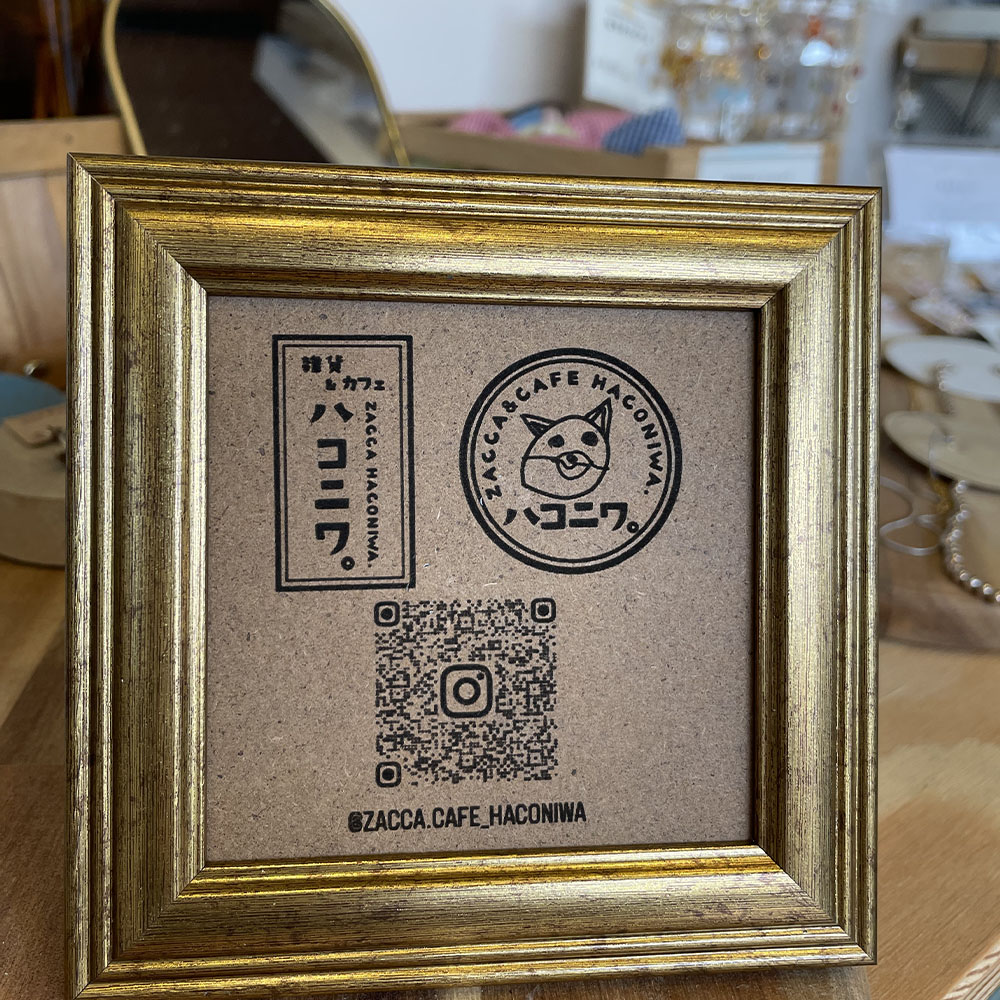 雑貨
&カフェ
ハコニワ。
ZACCA HACONIWA.
ZACCA&CAFE HACONIWA.
ハコニワ。
@ZACCA.CAFE_HACONIWA